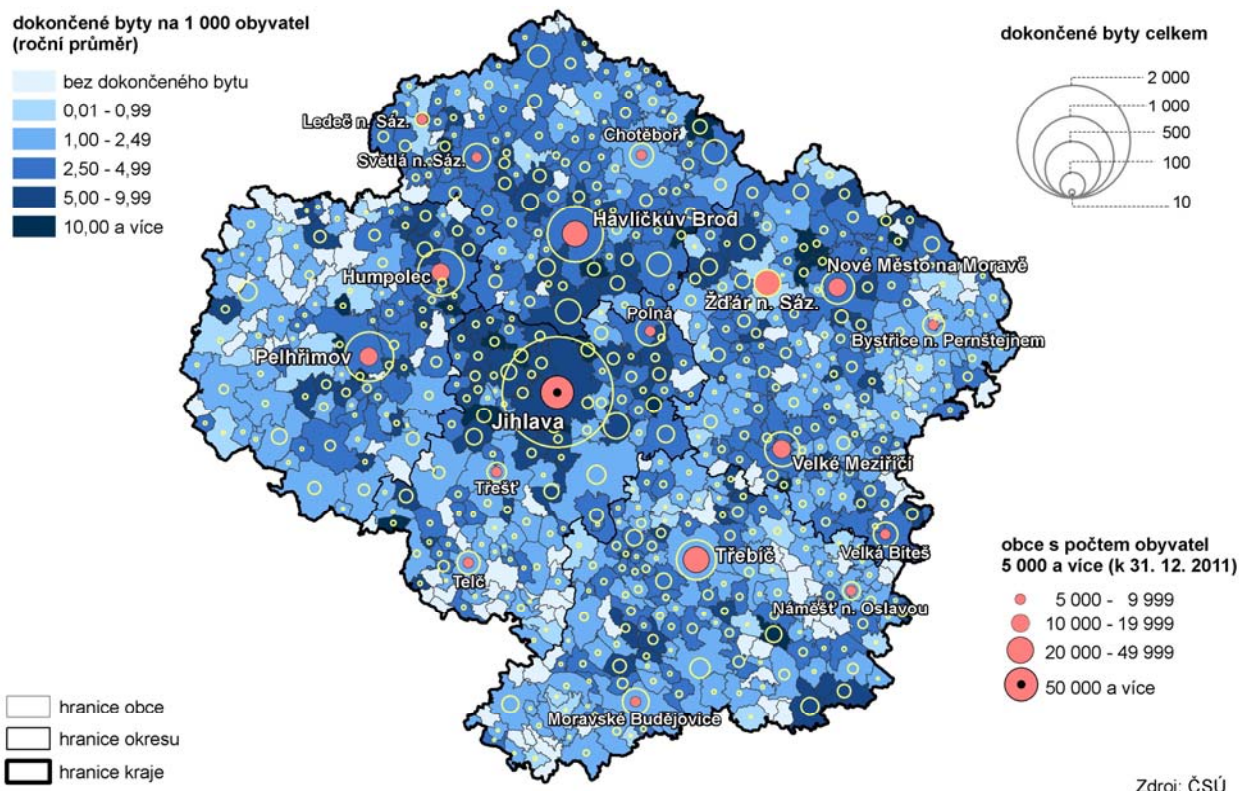 dokončené byty na 1 000 obyvatel
(roční průměr)
bez dokončeného bytu
0,01 - 0,99
1,00 - 2,49
2,50 - 4,99
5,00 - 9,99
10,00 a více
dokončené byty celkem
2 000
1 000
500
100
10
Ledeč n. Sáz.
Chotěboř
Světlá n. Sáz.
Havlíčkův Brod
Humpolec
Nové Město na Moravě
Žďár n. Sáz.
Polná
Bystřice n. Pernštejnem
Pelhřimov
Jihlava
Velké Meziříčí
Třešť
Třebíč
Velká Bíteš
Telč
Náměšť n. Oslavou
Moravské Budějovice
obce s počtem obyvatel
5 000 a více (k 31. 12. 2011)
5 000 - 9 999
10 000 - 19 999
20 000 - 49 999
50 000 a více
hranice obce
hranice okresu
hranice kraje
Zdroj: ČSÚ